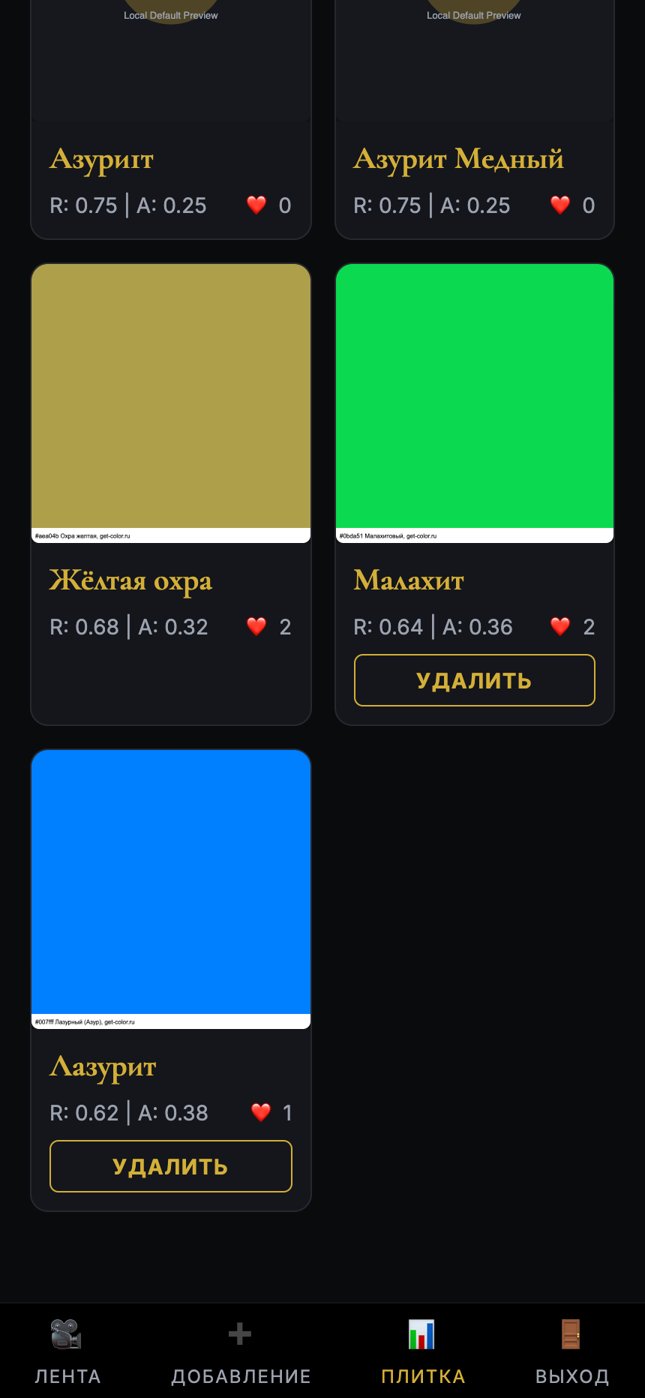 Local Default Preview
Local Default Preview
Азуригт
Азурит Медный
R: 0.75 | A: 0.25 ❤️ 0
R: 0.75 | A: 0.25 ❤️ 0
#aea04b Охра желтая, get-color.ru
#0bda51 Малахитовый, get-color.ru
Жёлтая охра
Малахит
R: 0.68 | A: 0.32 ❤️ 2
R: 0.64 | A: 0.36 ❤️ 2
УДАЛИТЬ
#007fff Лазурный (Азур), get-color.ru
Лазурит
R: 0.62 | A: 0.38 ❤️ 1
УДАЛИТЬ
ЛЕНТА
ДОБАВЛЕНИЕ
ПЛИТКА
ВЫХОД